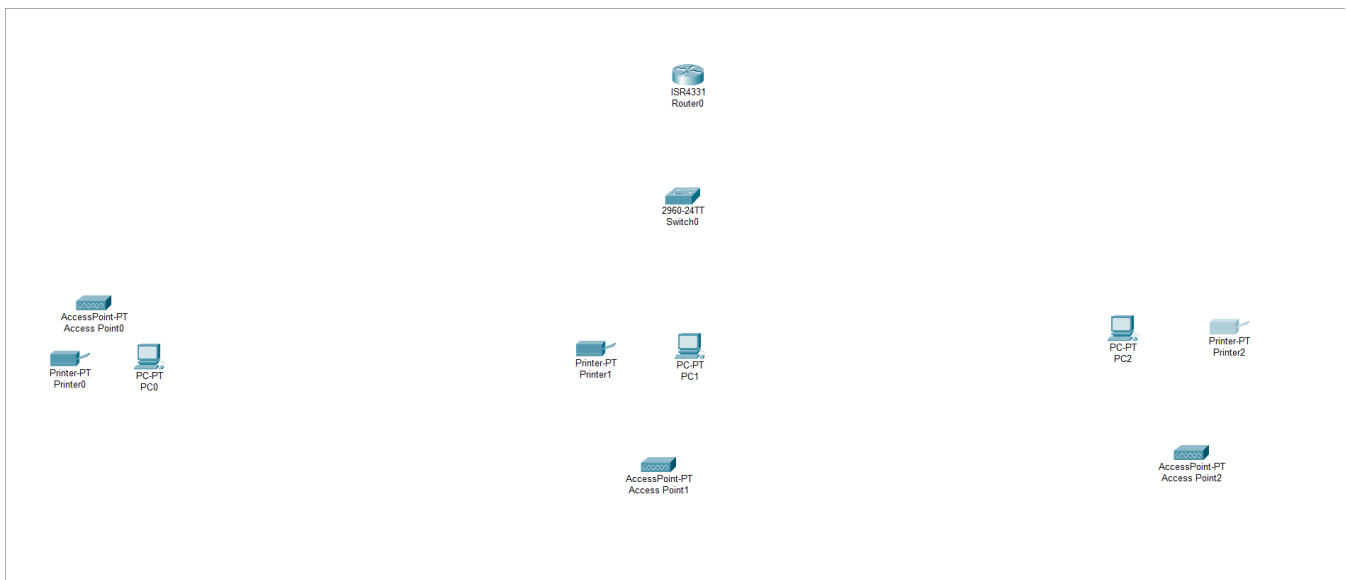 ISR4331
Router0
2960-24TT
Switch0
AccessPoint-PT
Access Point0
Printer-PT
Printer0
PC-PT
PC0
Printer-PT
Printer1
PC-PT
PC1
PC-PT
PC2
Printer-PT
Printer2
AccessPoint-PT
Access Point1
AccessPoint-PT
Access Point2